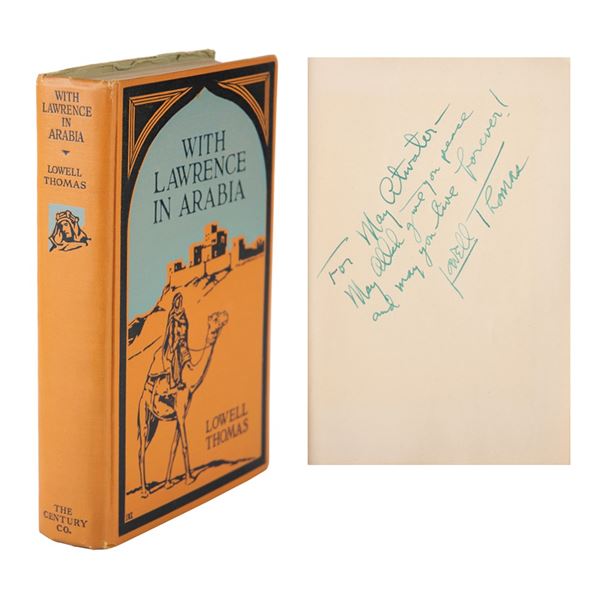 WITH
LAWRENCE
IN
ARABIA
LOWELL
THOMAS
THE
CENTURY
CO.
WITH
LAWRENCE
IN ARABIA
LOWELL
THOMAS
For May Atwater—
May Allah give you peace
and may you live forever!
Lowell Thomas